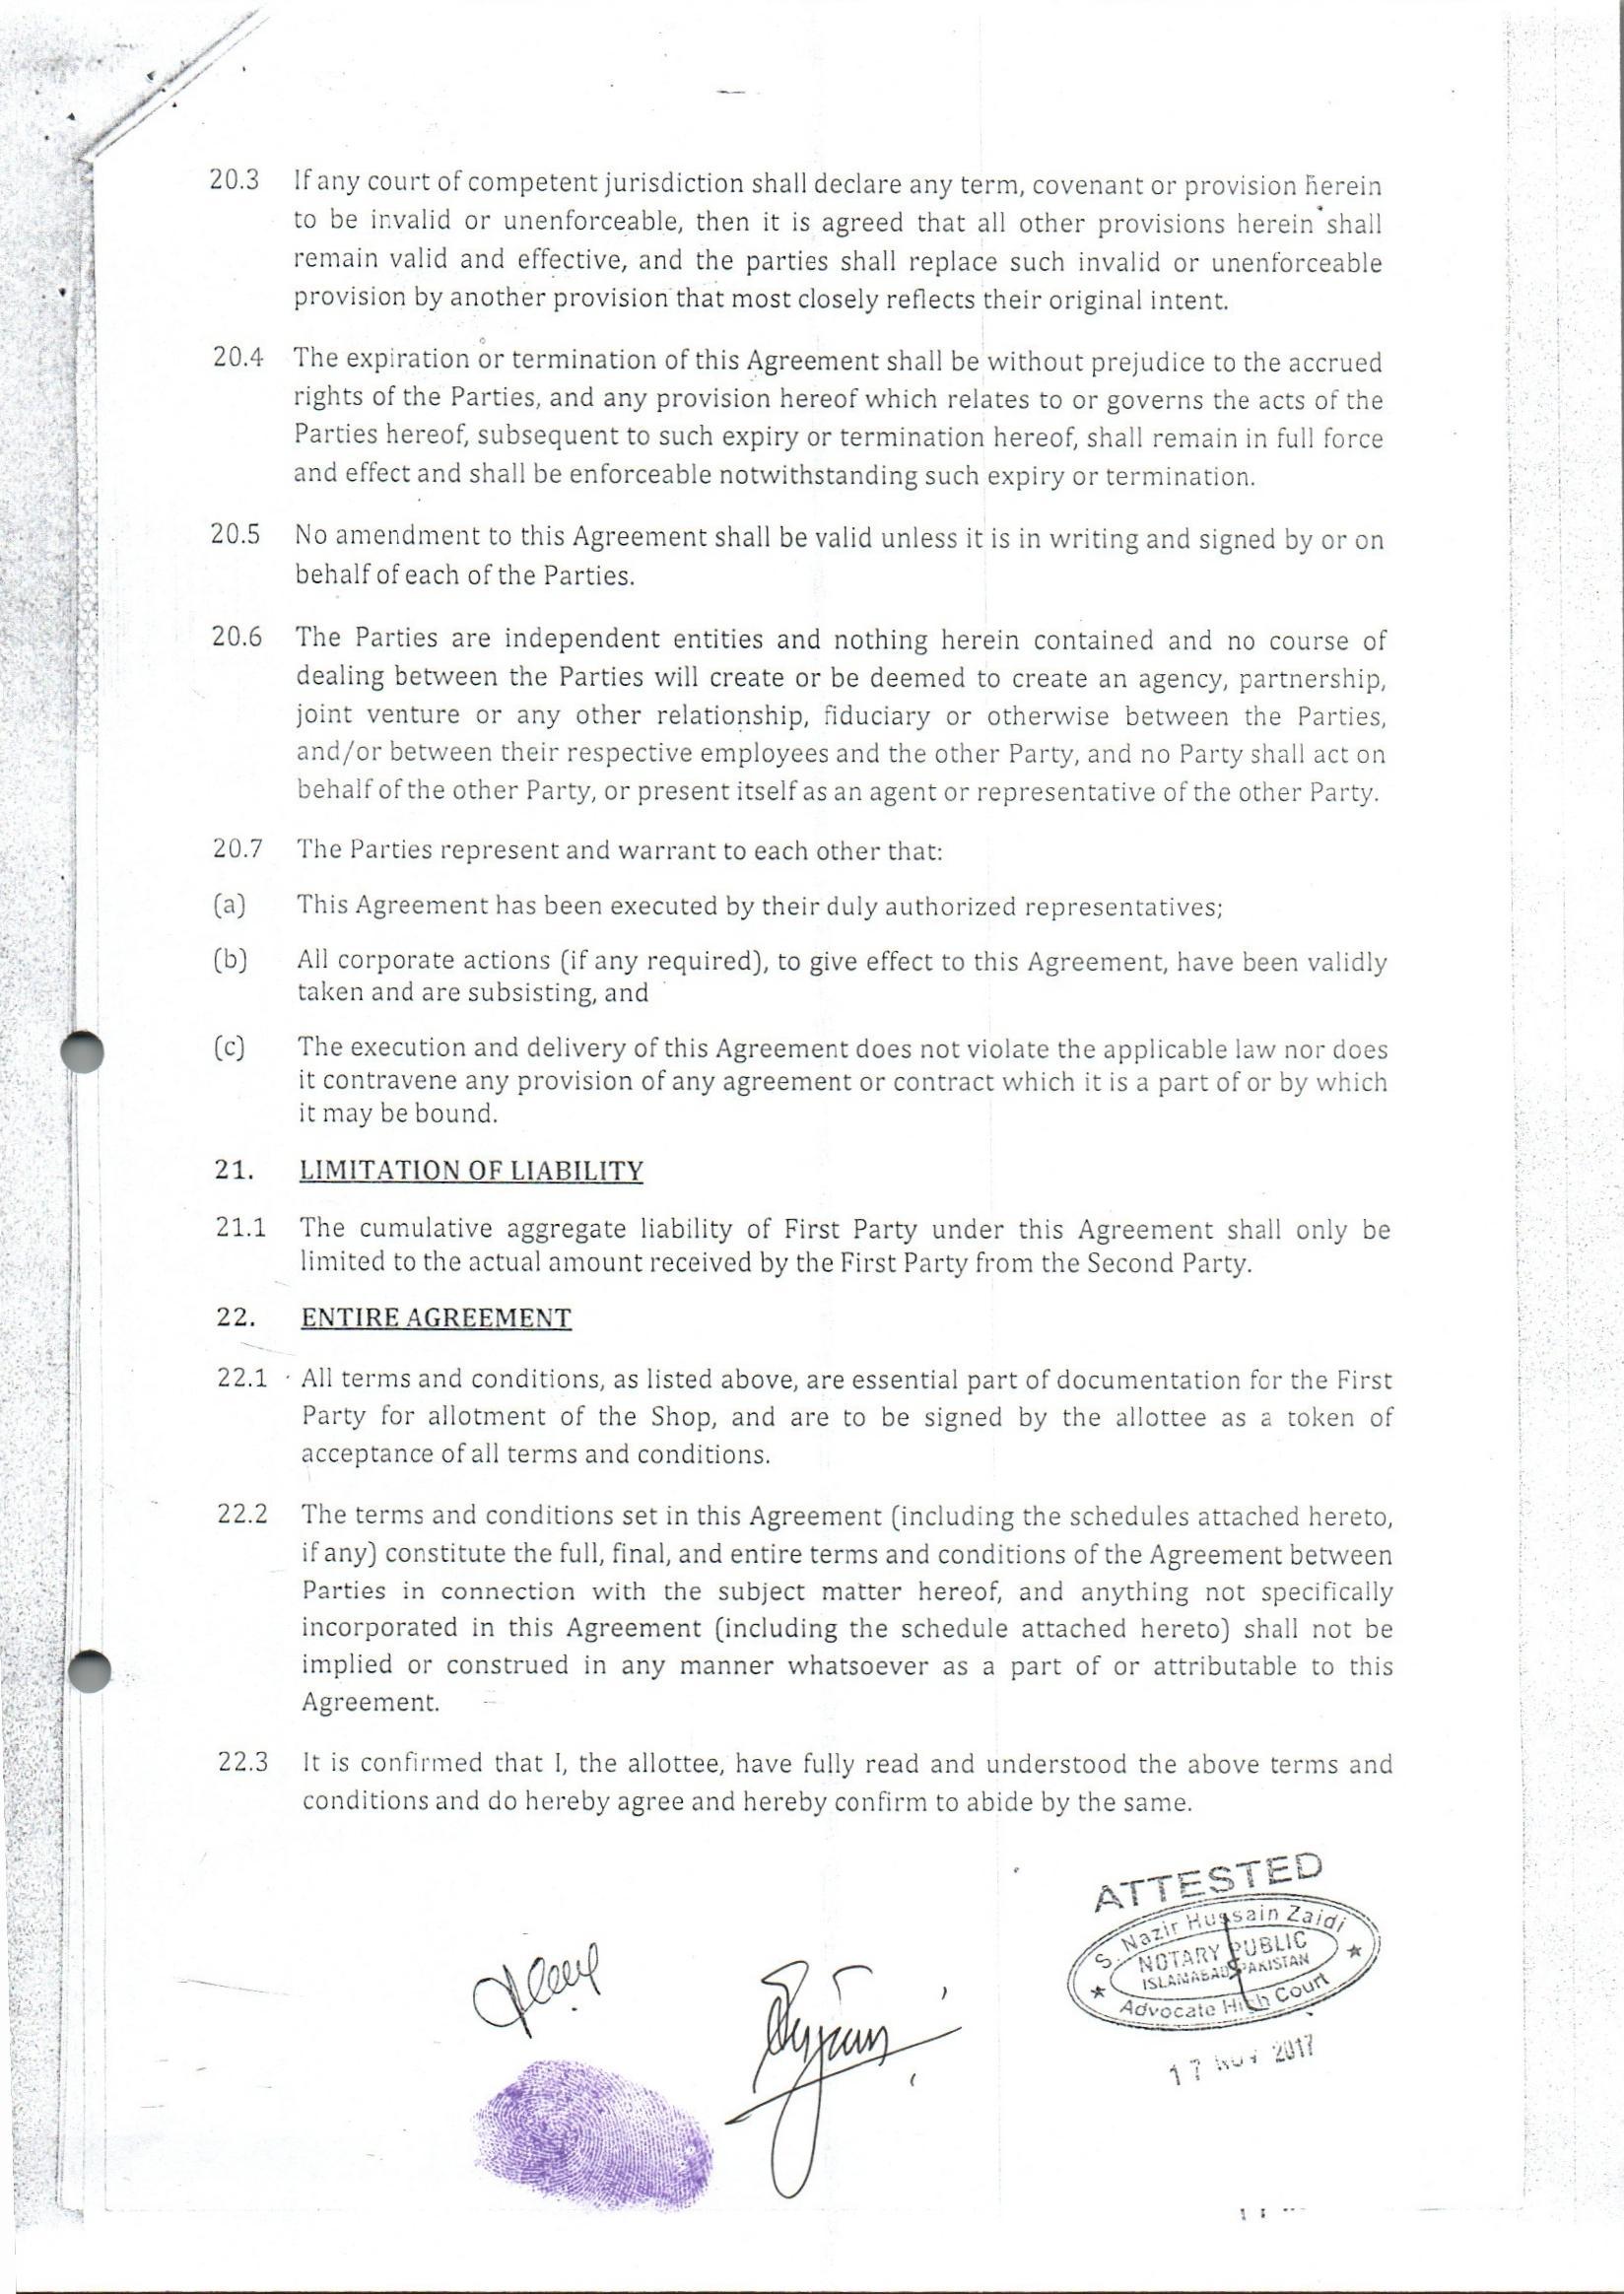 20.3 If any court of competent jurisdiction shall declare any term, covenant or provision herein
to be invalid or unenforceable, then it is agreed that all other provisions herein shall
remain valid and effective, and the parties shall replace such invalid or unenforceable
provision by another provision that most closely reflects their original intent.
20.4 The expiration or termination of this Agreement shall be without prejudice to the accrued
rights of the Parties, and any provision hereof which relates to or governs the acts of the
Parties hereof, subsequent to such expiry or termination hereof, shall remain in full force
and effect and shall be enforceable notwithstanding such expiry or termination.
20.5 No amendment to this Agreement shall be valid unless it is in writing and signed by or on
behalf of each of the Parties.
20.6 The Parties are independent entities and nothing herein contained and no course of
dealing between the Parties will create or be deemed to create an agency, partnership,
joint venture or any other relationship, fiduciary or otherwise between the Parties,
and/or between their respective employees and the other Party, and no Party shall act on
behalf of the other Party, or present itself as an agent or representative of the other Party.
20.7 The Parties represent and warrant to each other that:
(a) This Agreement has been executed by their duly authorized representatives;
(b) All corporate actions (if any required), to give effect to this Agreement, have been validly
taken and are subsisting, and
(c) The execution and delivery of this Agreement does not violate the applicable law nor does
it contravene any provision of any agreement or contract which it is a part of or by which
it may be bound.
21. LIMITATION OF LIABILITY
21.1 The cumulative aggregate liability of First Party under this Agreement shall only be
limited to the actual amount received by the First Party from the Second Party.
22. ENTIRE AGREEMENT
22.1 All terms and conditions, as listed above, are essential part of documentation for the First
Party for allotment of the Shop, and are to be signed by the allottee as a token of
acceptance of all terms and conditions.
22.2 The terms and conditions set in this Agreement (including the schedules attached hereto,
if any) constitute the full, final, and entire terms and conditions of the Agreement between
Parties in connection with the subject matter hereof, and anything not specifically
incorporated in this Agreement (including the schedule attached hereto) shall not be
implied or construed in any manner whatsoever as a part of or attributable to this
Agreement.
22.3 It is confirmed that I, the allottee, have fully read and understood the above terms and
conditions and do hereby agree and hereby confirm to abide by the same.
ATTESTED
S. Nazir Hussain Zaidi
NOTARY PUBLIC
ISLAMABAD PAKISTAN
Advocate High Court
17 NOV 2017